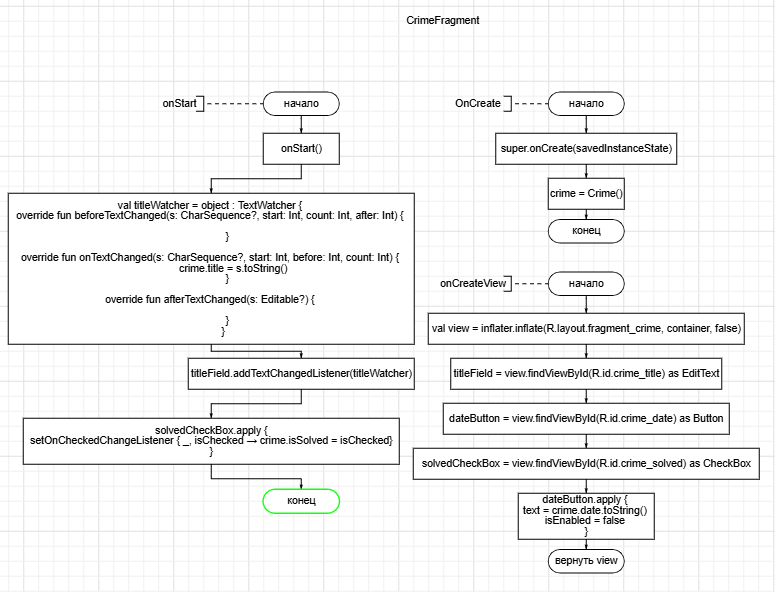 CrimeFragment
onStart
начало
onStart()
val titleWatcher = object : TextWatcher {
override fun beforeTextChanged(s: CharSequence?, start: Int, count: Int, after: Int) {
}
override fun onTextChanged(s: CharSequence?, start: Int, before: Int, count: Int) {
crime.title = s.toString()
}
override fun afterTextChanged(s: Editable?) {
}
}
titleField.addTextChangedListener(titleWatcher)
solvedCheckBox.apply {
setOnCheckedChangeListener { _, isChecked → crime.isSolved = isChecked}
}
конец
OnCreate
начало
super.onCreate(savedInstanceState)
crime = Crime()
конец
onCreateView
начало
val view = inflater.inflate(R.layout.fragment_crime, container, false)
titleField = view.findViewById(R.id.crime_title) as EditText
dateButton = view.findViewById(R.id.crime_date) as Button
solvedCheckBox = view.findViewById(R.id.crime_solved) as CheckBox
dateButton.apply {
text = crime.date.toString()
isEnabled = false
}
вернуть view